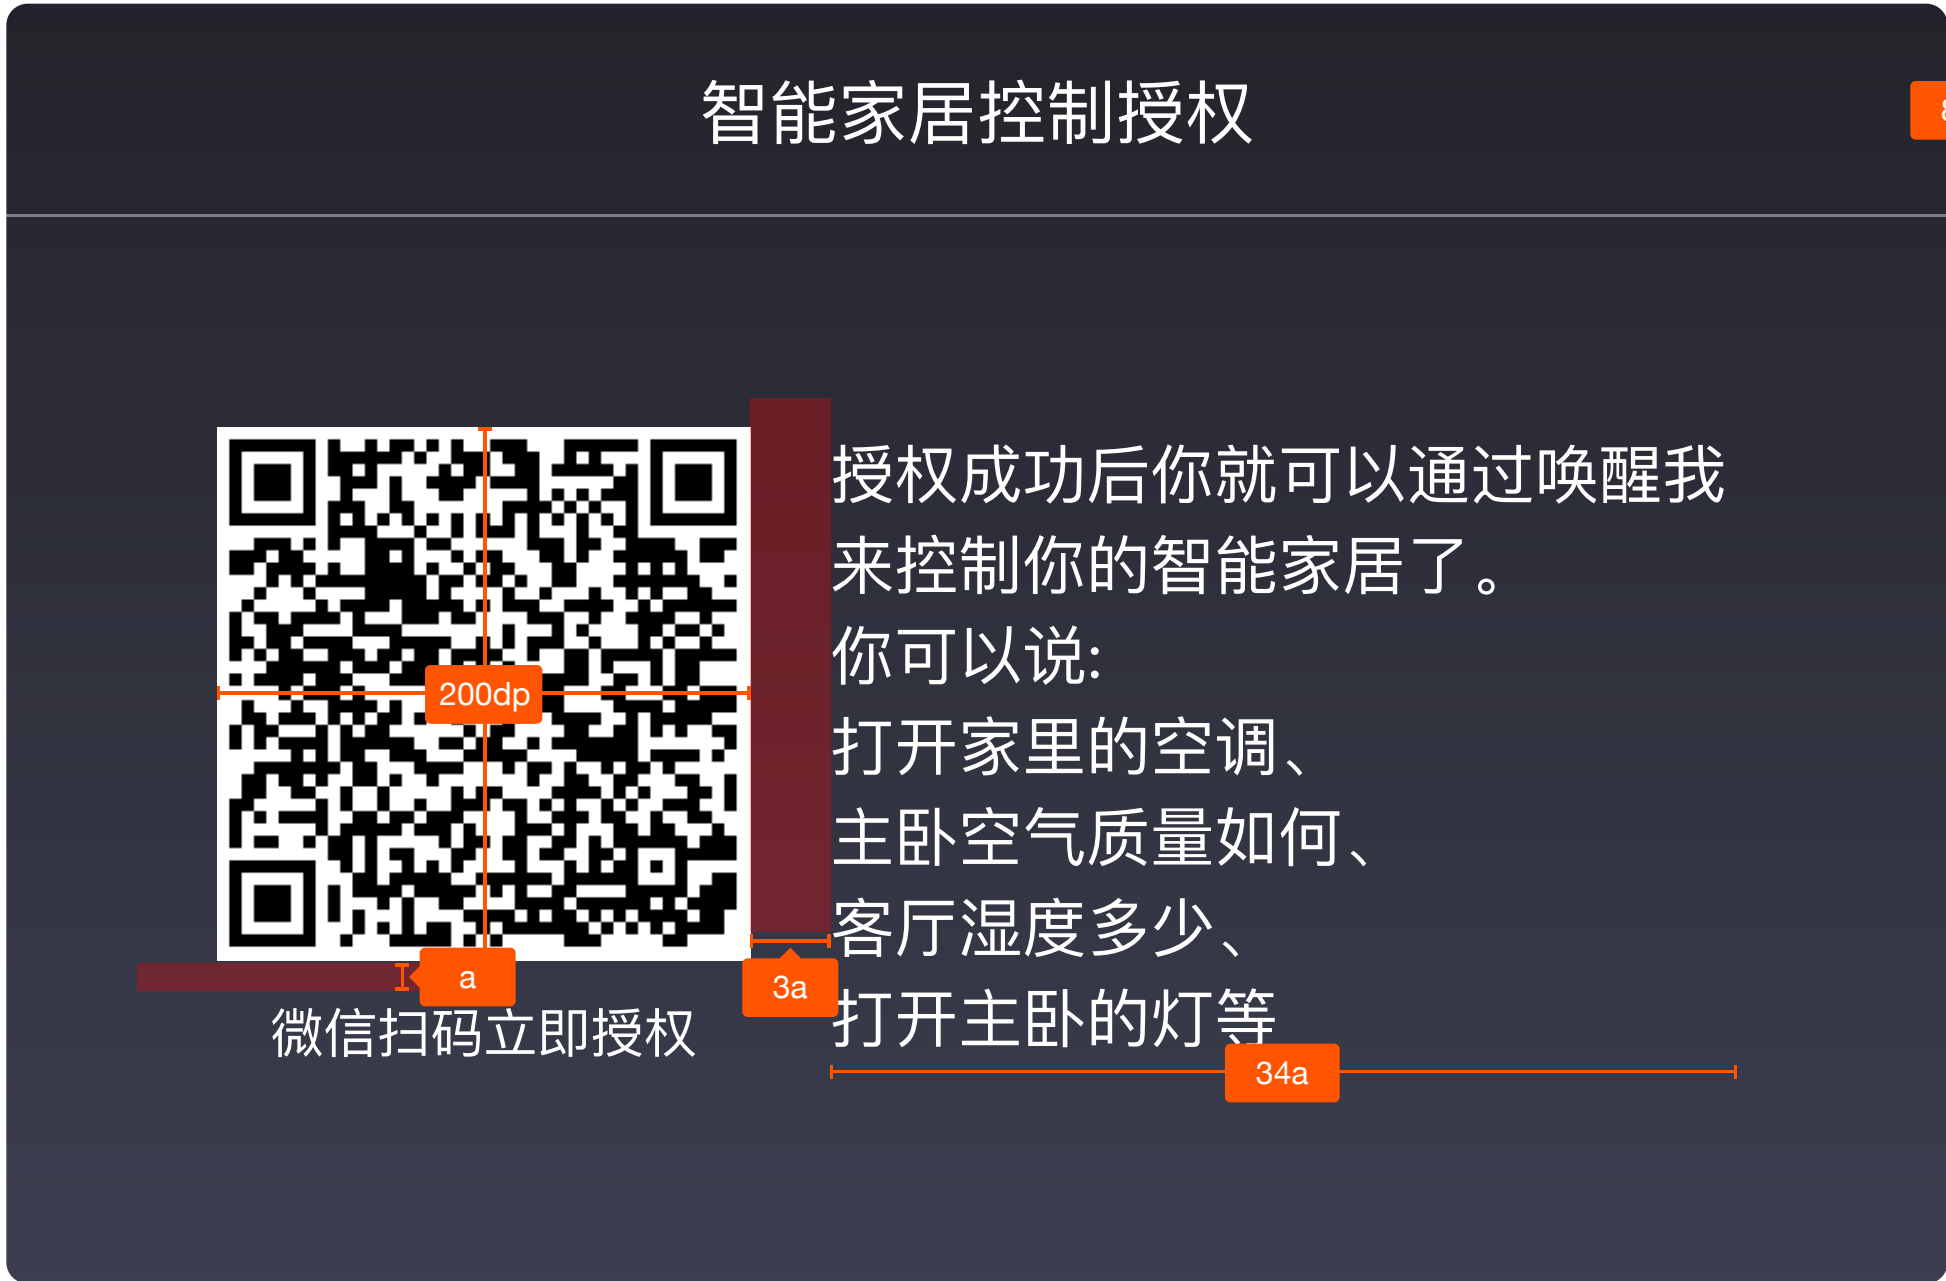 智能家居控制授权
授权成功后你就可以通过唤醒我
来控制你的智能家居了。
你可以说:
打开家里的空调、
主卧空气质量如何、
客厅湿度多少、
打开主卧的灯等
200dp
a
3a
微信扫码立即授权
34a